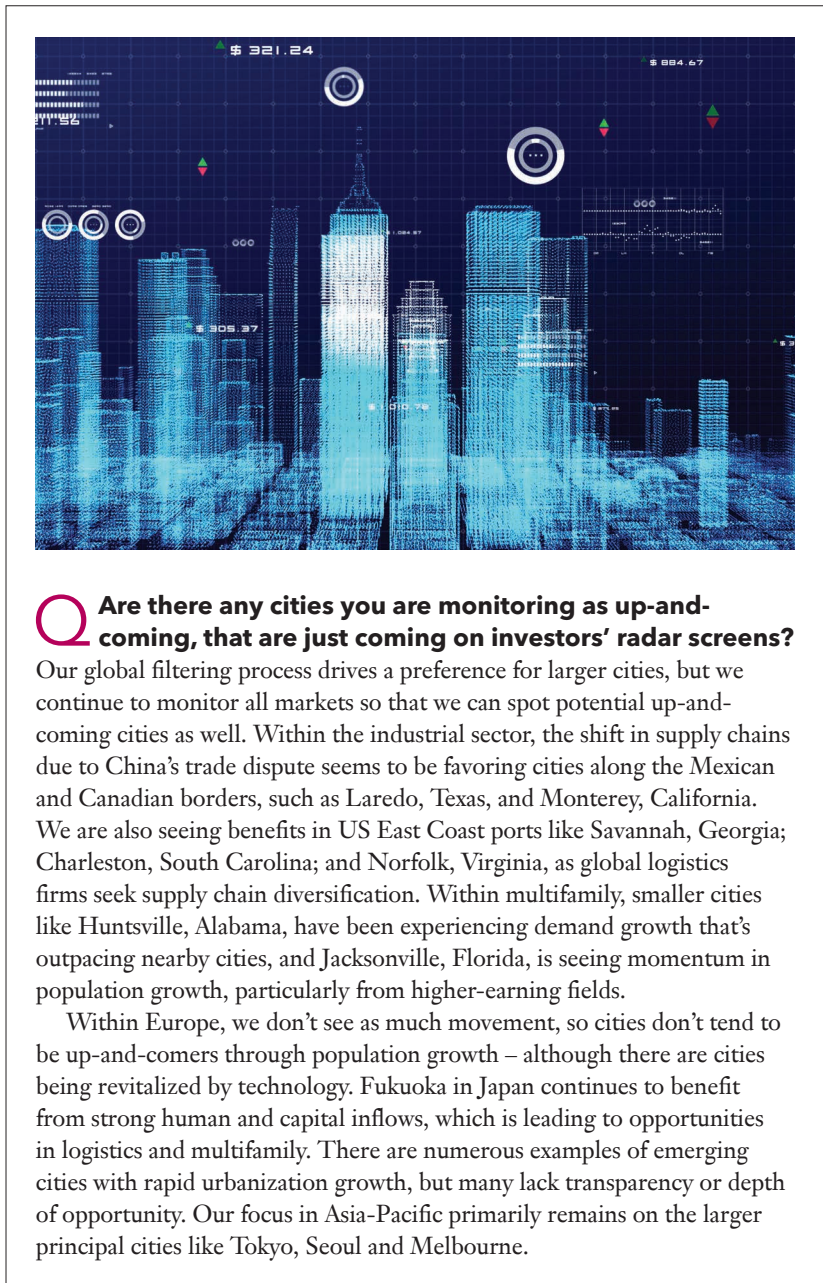 $ 321.24
$ 884.67
211.56
$ 305.37
$ 1,010.78
Q Are there any cities you are monitoring as up-and-
coming, that are just coming on investors’ radar screens?
Our global filtering process drives a preference for larger cities, but we
continue to monitor all markets so that we can spot potential up-and-
coming cities as well. Within the industrial sector, the shift in supply chains
due to China’s trade dispute seems to be favoring cities along the Mexican
and Canadian borders, such as Laredo, Texas, and Monterey, California.
We are also seeing benefits in US East Coast ports like Savannah, Georgia;
Charleston, South Carolina; and Norfolk, Virginia, as global logistics
firms seek supply chain diversification. Within multifamily, smaller cities
like Huntsville, Alabama, have been experiencing demand growth that’s
outpacing nearby cities, and Jacksonville, Florida, is seeing momentum in
population growth, particularly from higher-earning fields.
Within Europe, we don’t see as much movement, so cities don’t tend to
be up-and-comers through population growth – although there are cities
being revitalized by technology. Fukuoka in Japan continues to benefit
from strong human and capital inflows, which is leading to opportunities
in logistics and multifamily. There are numerous examples of emerging
cities with rapid urbanization growth, but many lack transparency or depth
of opportunity. Our focus in Asia-Pacific primarily remains on the larger
principal cities like Tokyo, Seoul and Melbourne.